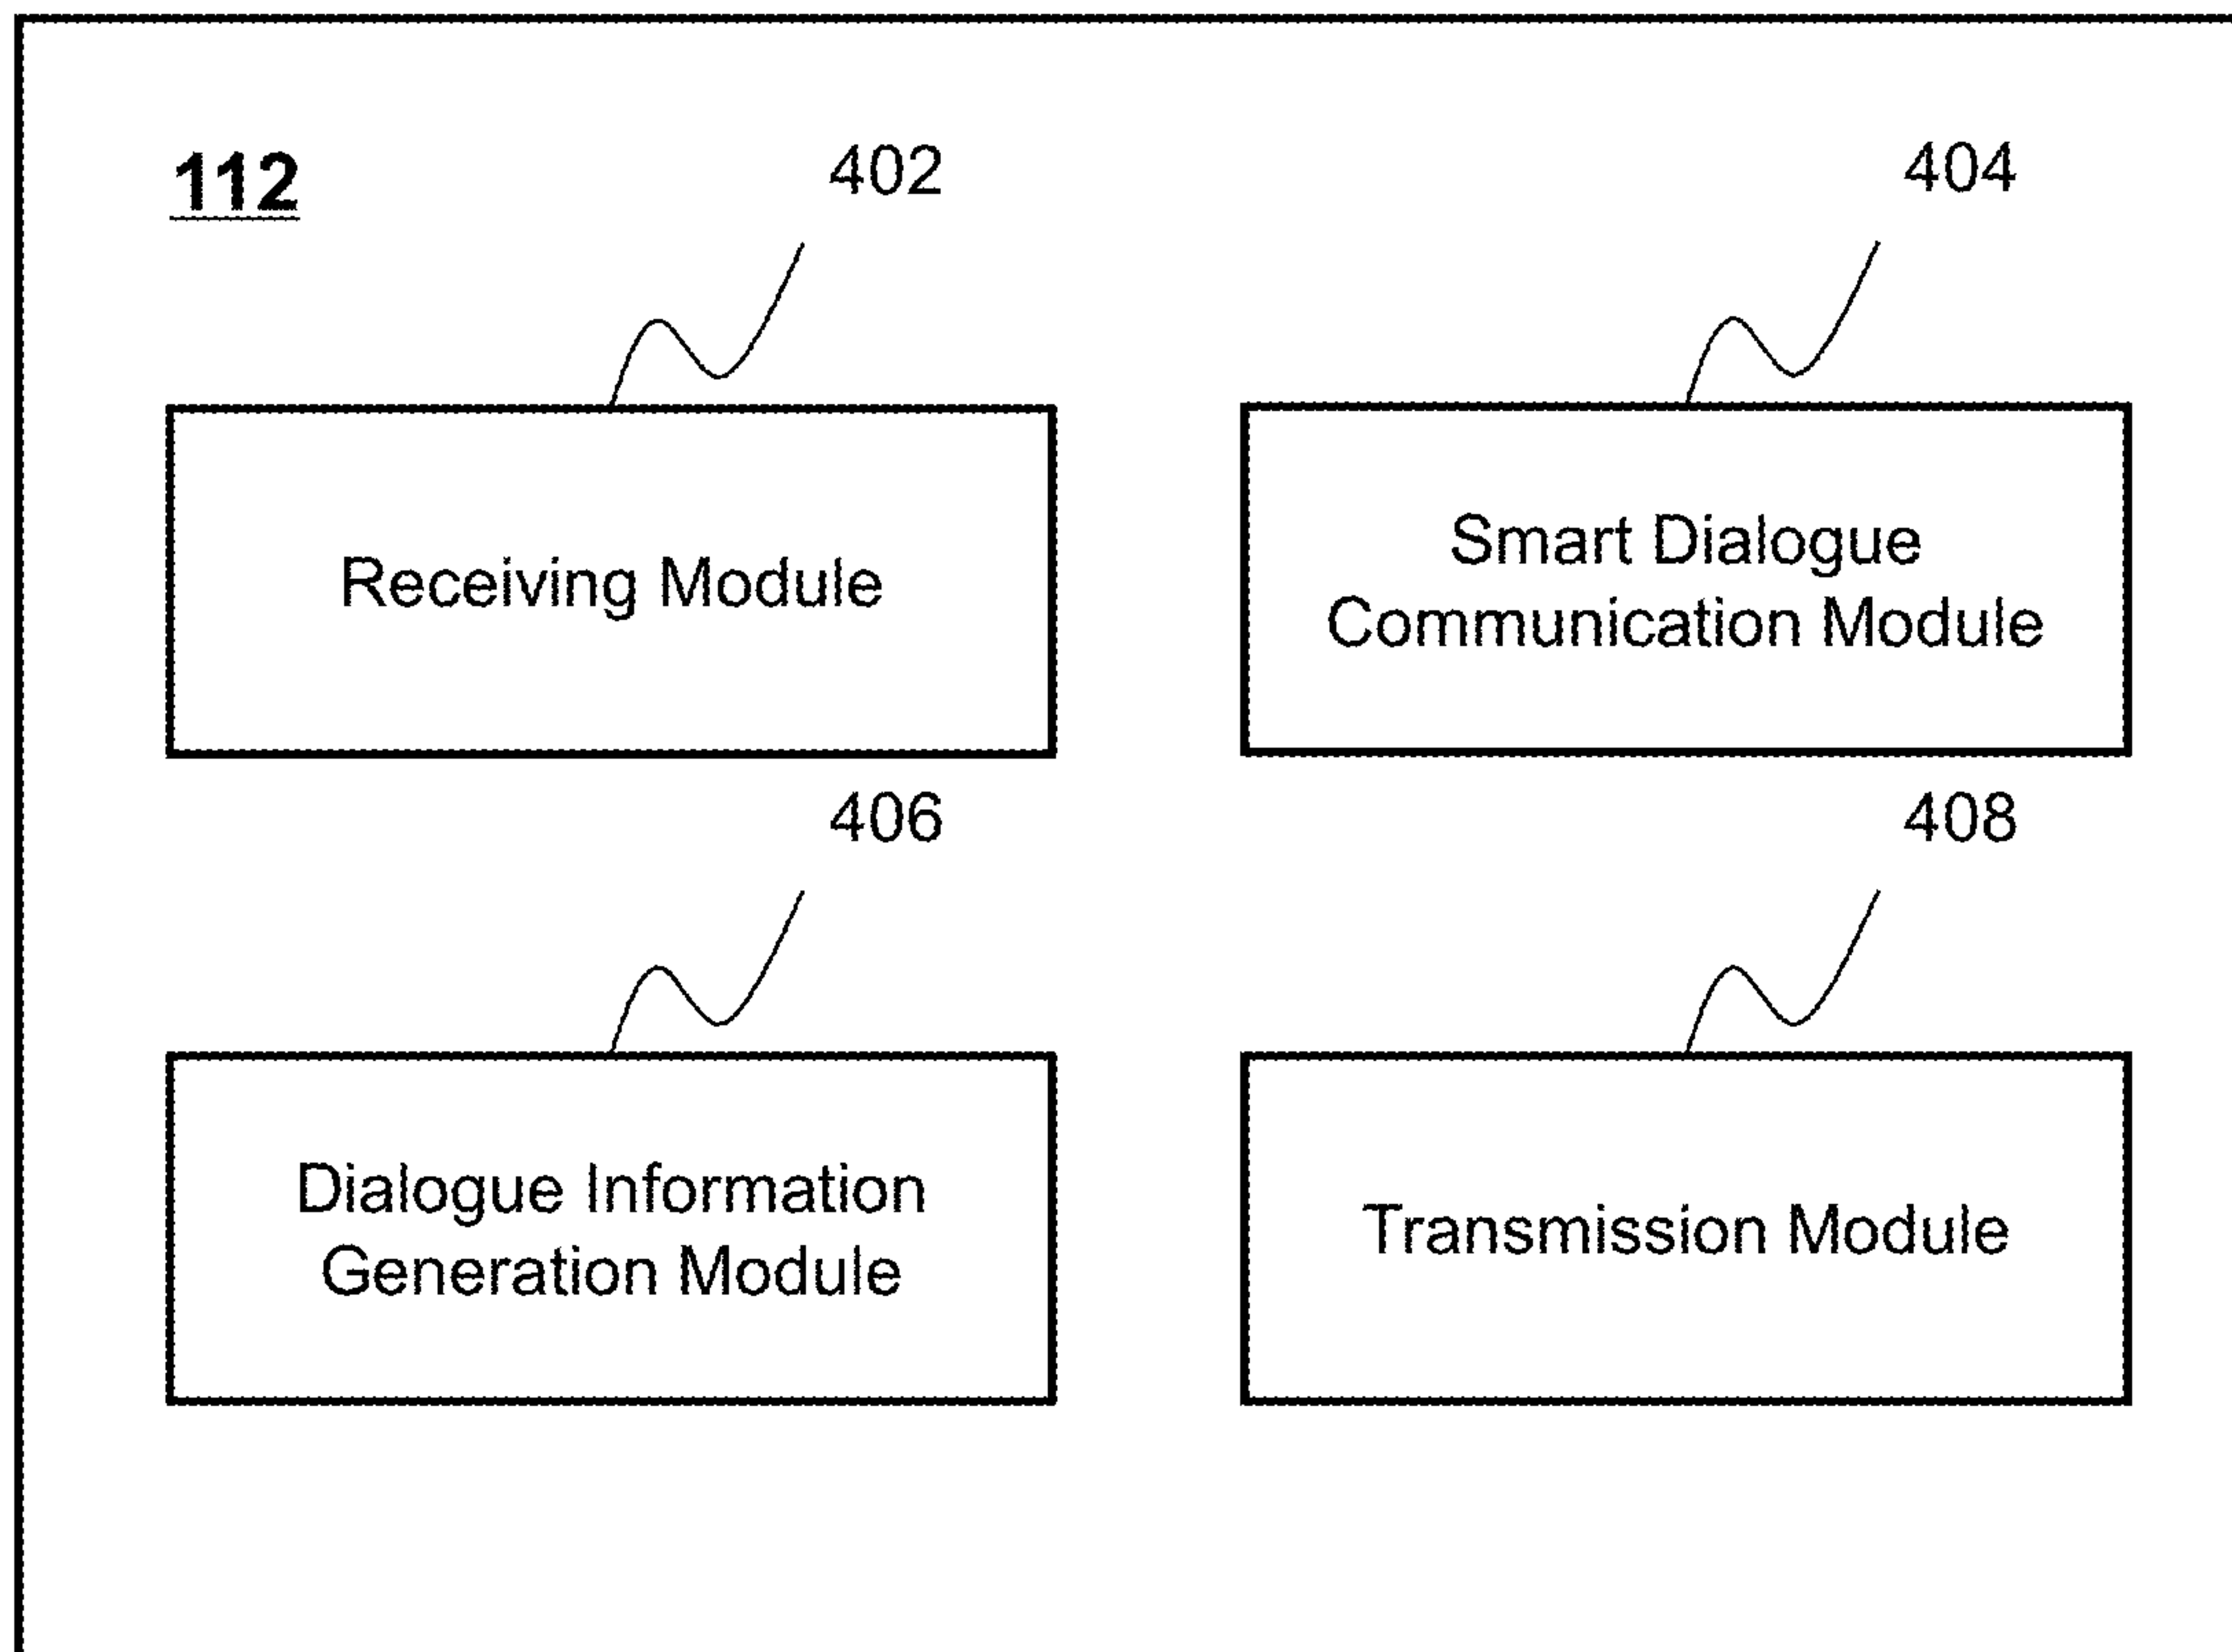 112
402
404
Receiving Module
Smart Dialogue
Communication Module
406
408
Dialogue Information
Generation Module
Transmission Module